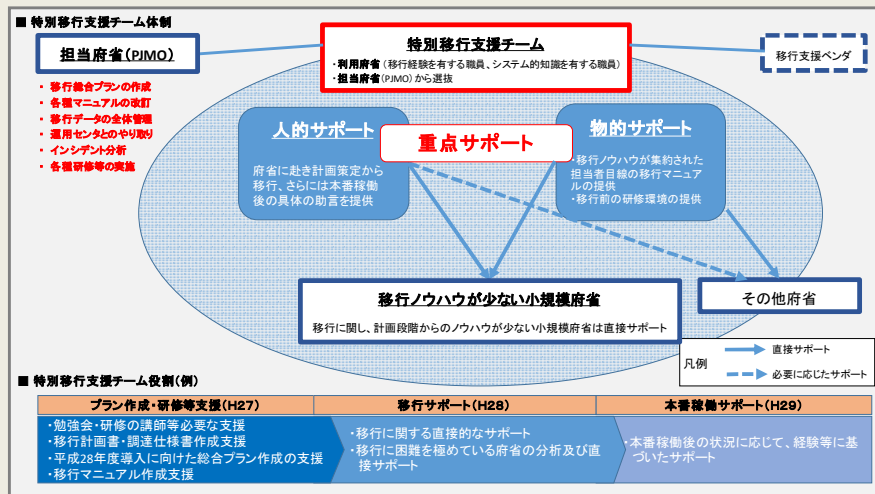 ■ 特別移行支援チーム体制
担当府省(PJMO)
・ 移行総合プランの作成
・ 各種マニュアルの改訂
・ 移行データの全体管理
・ 運用センタとのやり取り
・ インシデント分析
・ 各種研修等の実施
特別移行支援チーム
・利用府省（移行経験を有する職員、システム的知識を有する職員）
・担当府省(PJMO)から選抜
移行支援ベンダ
人的サポート
府省に赴き計画策定から
移行、さらには本番稼働
後の具体の助言を提供
重点サポート
物的サポート
・移行ノウハウが集約された
担当者目線の移行マニュア
ルの提供
・移行前の研修環境の提供
移行ノウハウが少ない小規模府省
移行に関し、計画段階からのノウハウが少ない小規模府省は直接サポート
その他府省
凡例
直接サポート
必要に応じたサポート
■ 特別移行支援チーム役割(例)
プラン作成・研修等支援(H27)
・勉強会・研修の講師等必要な支援
・移行計画書・調達仕様書作成支援
・平成28年度導入に向けた総合プラン作成の支援
・移行マニュアル作成支援
移行サポート(H28)
・移行に関する直接的なサポート
・移行に困難を極めている府省の分析及び直
接サポート
本番稼働サポート(H29)
・本番稼働後の状況に応じて、経験等に基
づいたサポート